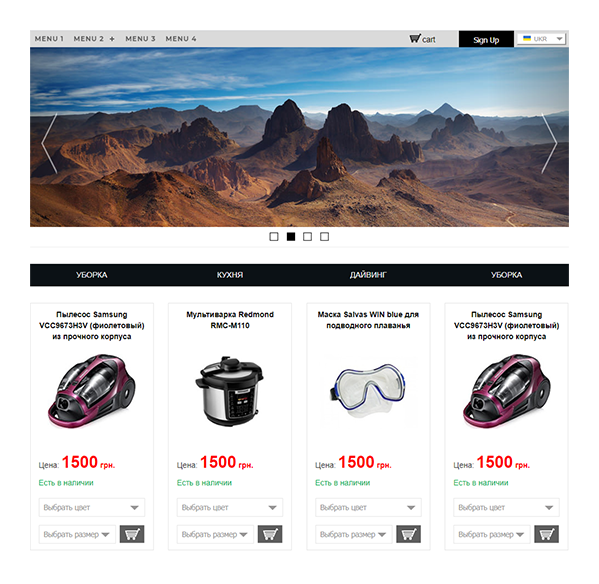 MENU 1 MENU 2 + MENU 3 MENU 4 cart Sign Up UKR
УБОРКА КУХНЯ ДАЙВИНГ УБОРКА
Пылесос Samsung
VCC9673H3V (фиолетовый)
из прочного корпуса
Цена: 1500 грн.
Есть в наличии
Выбрать цвет
Выбрать размер
Мультиварка Redmond
RMC-M110
Цена: 1500 грн.
Есть в наличии
Выбрать цвет
Выбрать размер
Маска Salvas WIN blue для
подводного плаванья
Цена: 1500 грн.
Есть в наличии
Выбрать цвет
Выбрать размер
Пылесос Samsung
VCC9673H3V (фиолетовый)
из прочного корпуса
Цена: 1500 грн.
Есть в наличии
Выбрать цвет
Выбрать размер